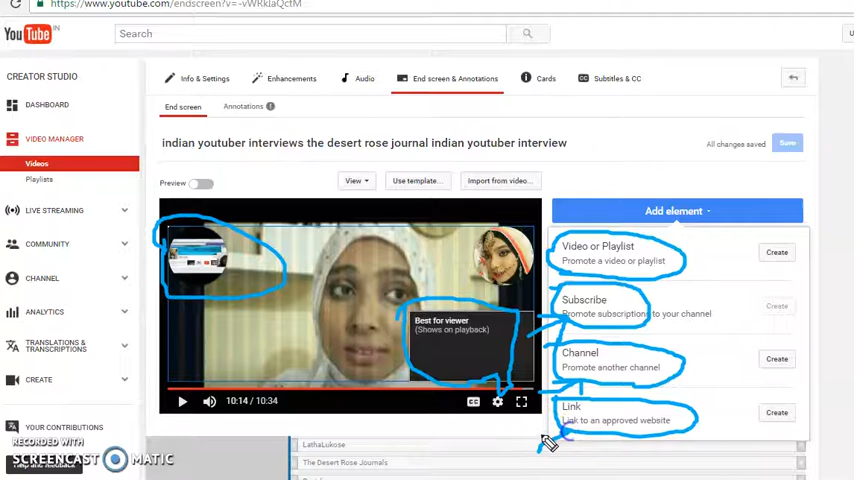 https://www.youtube.com/endscreen?v=-vWRkIaQctM
YouTube IN
Search
CREATOR STUDIO
DASHBOARD
VIDEO MANAGER
Videos
Playlists
LIVE STREAMING
COMMUNITY
CHANNEL
ANALYTICS
TRANSLATIONS &
TRANSCRIPTIONS
CREATE
YOUR CONTRIBUTIONS
RECORDED WITH
SCREENCAST MATIC
Info & Settings
Enhancements
Audio
End screen & Annotations
Cards
Subtitles & CC
End screen
Annotations
indian youtuber interviews the desert rose journal indian youtuber interview
All changes saved
Save
Preview
View
Use template...
Import from video...
Add element
Best for viewer
(Shows on playback)
10:14 / 10:34
CC
Video or Playlist
Promote a video or playlist
Create
Subscribe
Promote subscriptions to your channel
Create
Channel
Promote another channel
Create
Link
Link to an approved website
Create
LathaLukose
The Desert Rose Journals